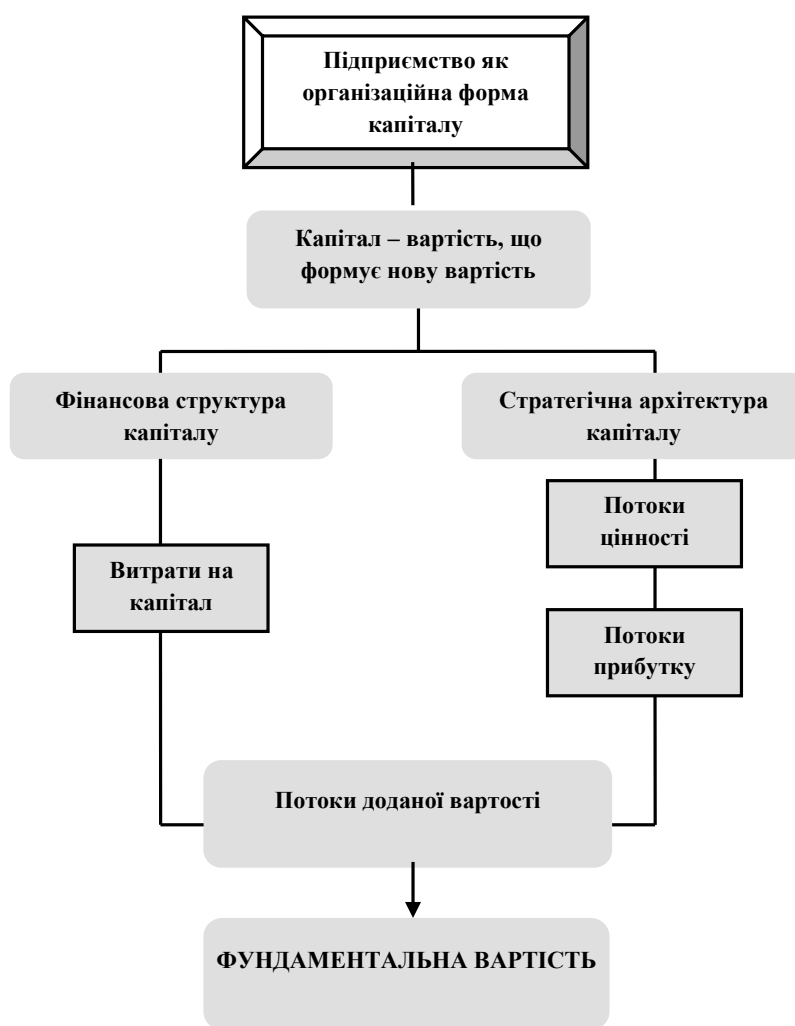 Підприємство як
організаційна форма
капіталу
Капітал – вартість, що
формує нову вартість
Фінансова структура
капіталу
Стратегічна архітектура
капіталу
Потоки
цінності
Витрати на
капітал
Потоки
прибутку
Потоки доданої вартості
ФУНДАМЕНТАЛЬНА ВАРТІСТЬ